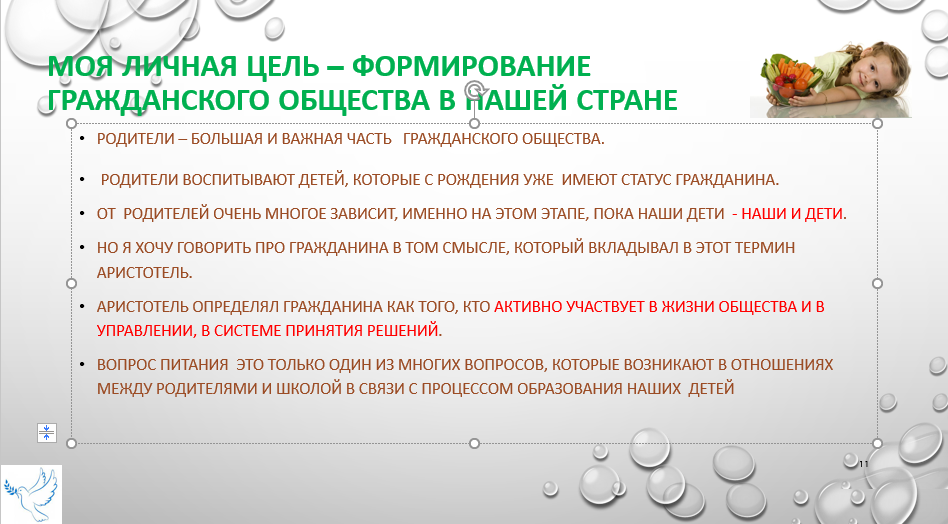 МОЯ ЛИЧНАЯ ЦЕЛЬ – ФОРМИРОВАНИЕ
ГРАЖДАНСКОГО ОБЩЕСТВА В НАШЕЙ СТРАНЕ
• РОДИТЕЛИ – БОЛЬШАЯ И ВАЖНАЯ ЧАСТЬ ГРАЖДАНСКОГО ОБЩЕСТВА.
• РОДИТЕЛИ ВОСПИТЫВАЮТ ДЕТЕЙ, КОТОРЫЕ С РОЖДЕНИЯ УЖЕ ИМЕЮТ СТАТУС ГРАЖДАНИНА.
• ОТ РОДИТЕЛЕЙ ОЧЕНЬ МНОГОЕ ЗАВИСИТ, ИМЕННО НА ЭТОМ ЭТАПЕ, ПОКА НАШИ ДЕТИ - НАШИ И ДЕТИ.
• НО Я ХОЧУ ГОВОРИТЬ ПРО ГРАЖДАНИНА В ТОМ СМЫСЛЕ, КОТОРЫЙ ВКЛАДЫВАЛ В ЭТОТ ТЕРМИН
АРИСТОТЕЛЬ.
• АРИСТОТЕЛЬ ОПРЕДЕЛЯЛ ГРАЖДАНИНА КАК ТОГО, КТО АКТИВНО УЧАСТВУЕТ В ЖИЗНИ ОБЩЕСТВА И В
УПРАВЛЕНИИ, В СИСТЕМЕ ПРИНЯТИЯ РЕШЕНИЙ.
• ВОПРОС ПИТАНИЯ ЭТО ТОЛЬКО ОДИН ИЗ МНОГИХ ВОПРОСОВ, КОТОРЫЕ ВОЗНИКАЮТ В ОТНОШЕНИЯХ
МЕЖДУ РОДИТЕЛЯМИ И ШКОЛОЙ В СВЯЗИ С ПРОЦЕССОМ ОБРАЗОВАНИЯ НАШИХ ДЕТЕЙ
11